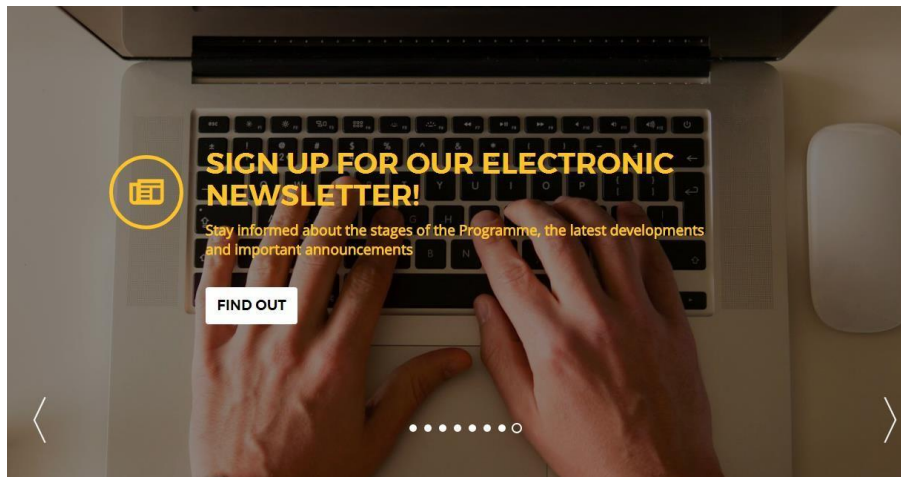 SIGN UP FOR OUR ELECTRONIC
NEWSLETTER!
Stay informed about the stages of the Programme, the latest developments
and important announcements
FIND OUT